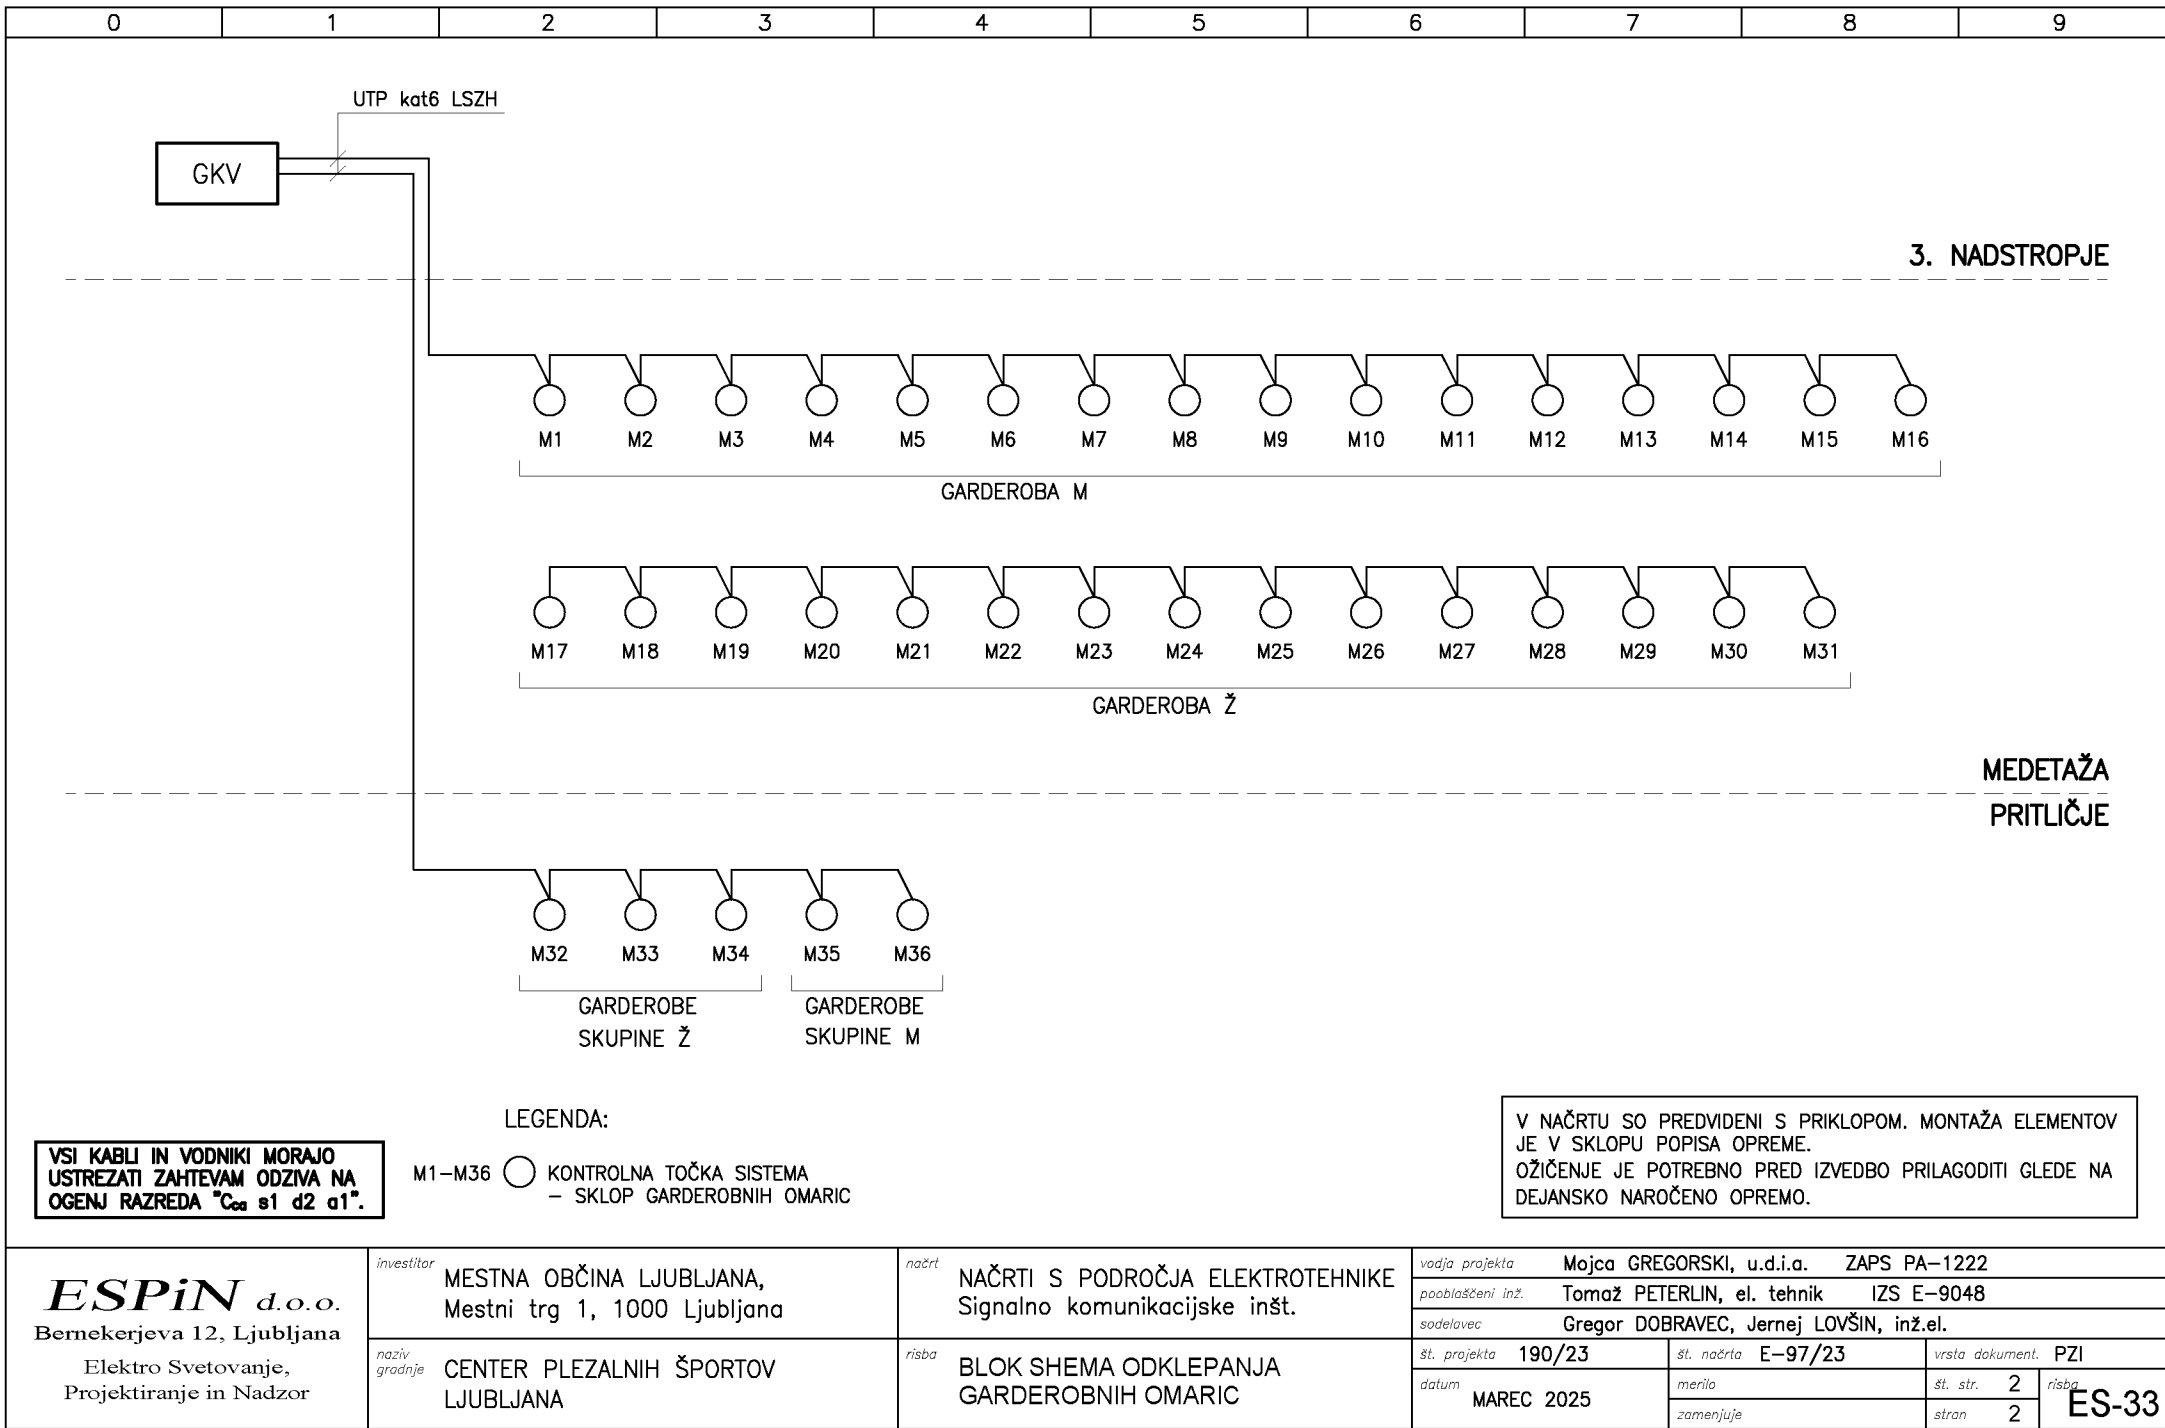 0 1 2 3 4 5 6 7 8 9
UTP kat6 LSZH
GKV
3. NADSTROPJE
M1 M2 M3 M4 M5 M6 M7 M8 M9 M10 M11 M12 M13 M14 M15 M16
GARDEROBA M
M17 M18 M19 M20 M21 M22 M23 M24 M25 M26 M27 M28 M29 M30 M31
GARDEROBA Ž
MEDETAŽA
PRITLIČJE
M32 M33 M34 M35 M36
GARDEROBE
SKUPINE Ž
GARDEROBE
SKUPINE M
LEGENDA:
M1-M36 KONTROLNA TOČKA SISTEMA
- SKLOP GARDEROBNIH OMARIC
VSI KABLI IN VODNIKI MORAJO
USTREZATI ZAHTEVAM ODZIVA NA
OGENJ RAZREDA "Cca s1 d2 a1".
V NAČRTU SO PREDVIDENI S PRIKLOPOM. MONTAŽA ELEMENTOV
JE V SKLOPU POPISA OPREME.
OŽIČENJE JE POTREBNO PRED IZVEDBO PRILAGODITI GLEDE NA
DEJANSKO NAROČENO OPREMO.
ESPiN d.o.o.
Bernekerjeva 12, Ljubljana
Elektro Svetovanje,
Projektiranje in Nadzor
investitor
MESTNA OBČINA LJUBLJANA,
Mestni trg 1, 1000 Ljubljana
naziv
gradnje
CENTER PLEZALNIH ŠPORTOV
LJUBLJANA
načrt
NAČRTI S PODROČJA ELEKTROTEHNIKE
Signalno komunikacijske inšt.
risba
BLOK SHEMA ODKLEPANJA
GARDEROBNIH OMARIC
vodja projekta Mojca GREGORSKI, u.d.i.a. ZAPS PA-1222
pooblaščeni inž. Tomaž PETERLIN, el. tehnik IZS E-9048
sodelavec Gregor DOBRAVEC, Jernej LOVŠIN, inž.el.
št. projekta 190/23 št. načrta E-97/23 vrsta dokument. PZI
datum MAREC 2025
merilo
zamenjuje
št. str. 2
stran 2
risba ES-33